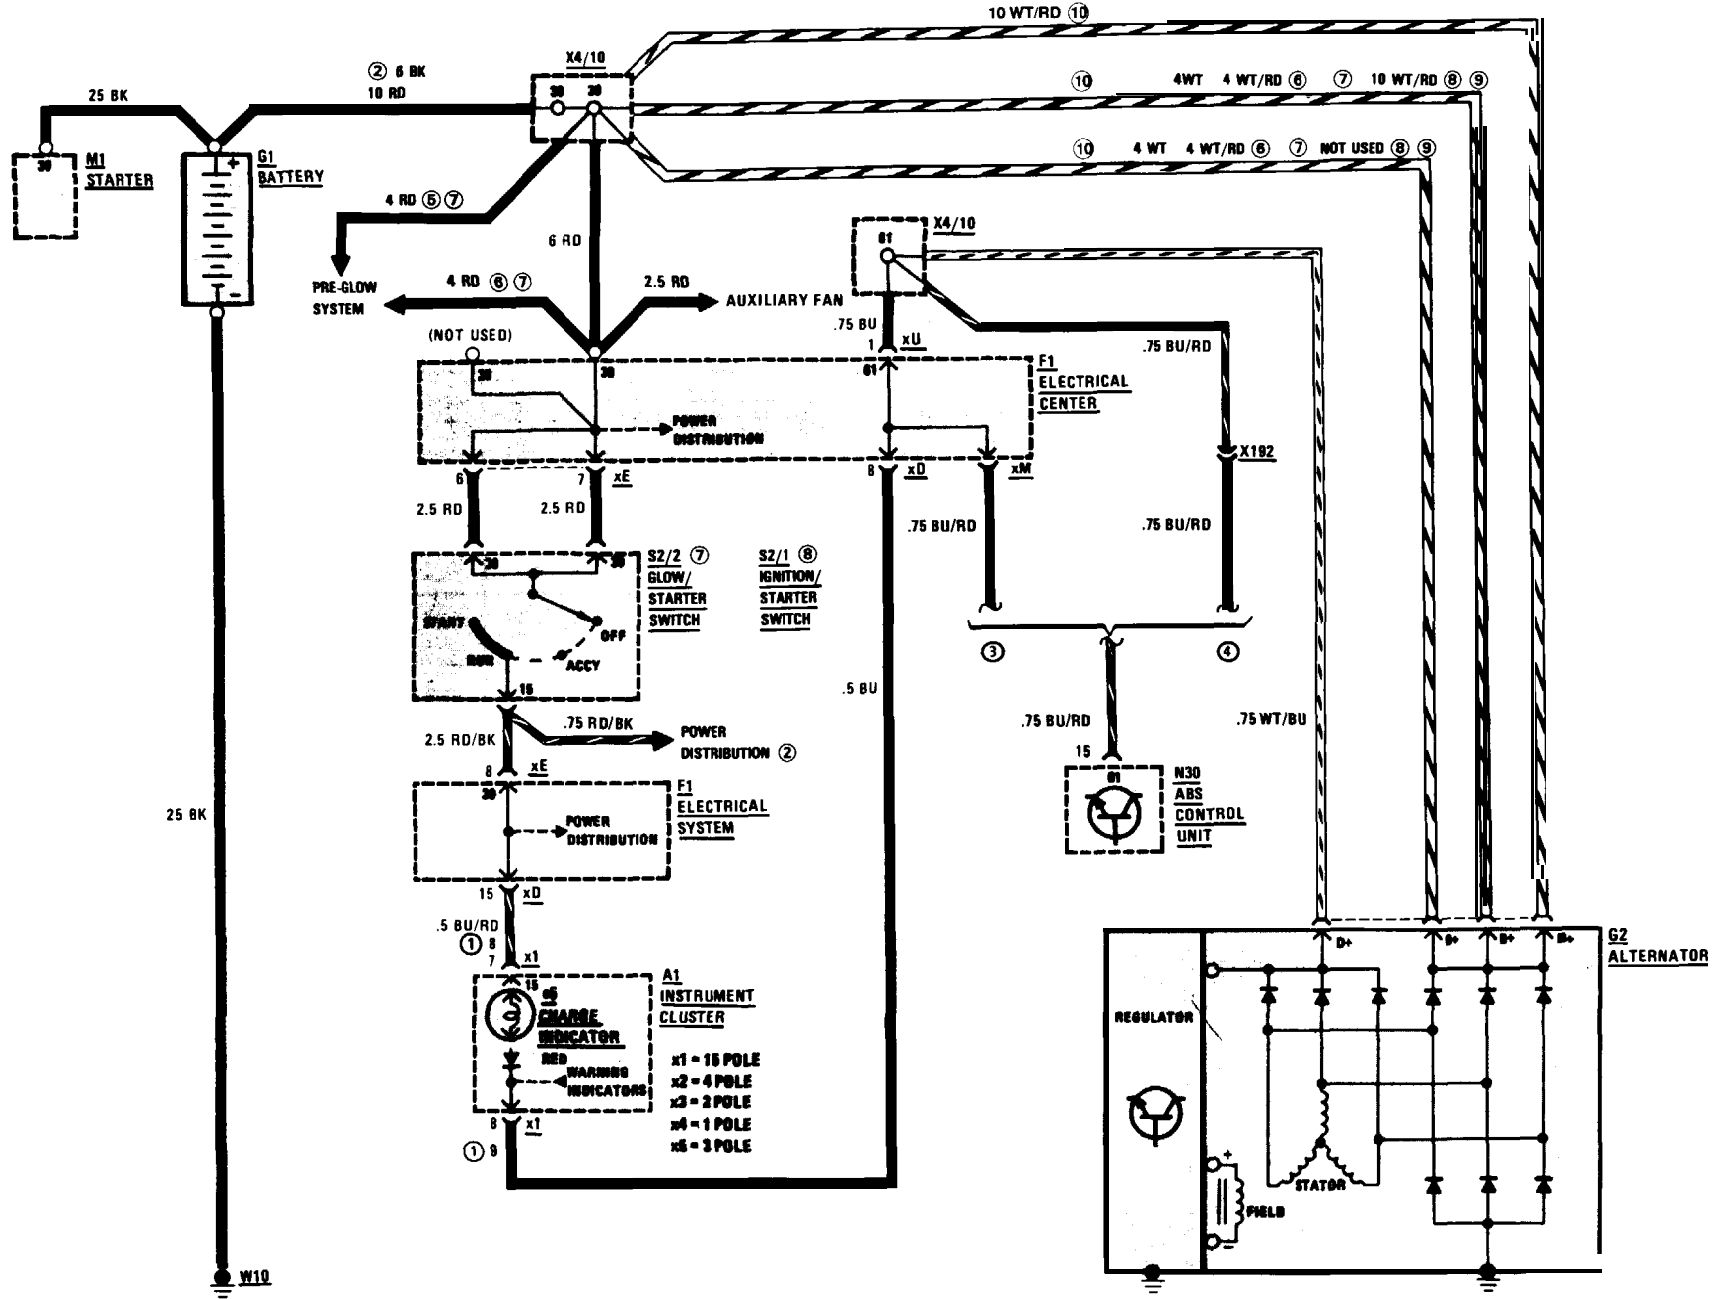 10 WT/RD ⑩
X4/10
② 6 BK
10 RD
25 BK
30 30
⑩ 4WT 4 WT/RD ⑥ ⑦ 10 WT/RD ⑧ ⑨
⑩ 4 WT 4 WT/RD ⑥ ⑦ NOT USED ⑧ ⑨
30
M1
STARTER
G1
BATTERY
+
-
4 RD ⑤ ⑦
6 RD
X4/10
61
PRE-GLOW
SYSTEM
4 RD ⑥ ⑦
2.5 RD
AUXILIARY FAN
(NOT USED)
.75 BU
1 xU
.75 BU/RD
30
30
61
F1
ELECTRICAL
CENTER
POWER
DISTRIBUTION
6 7 xE
8 xD
xM
X192
2.5 RD
2.5 RD
.75 BU/RD
.75 BU/RD
30 30
S2/2 ⑦
GLOW/
STARTER
SWITCH
S2/1 ⑧
IGNITION/
STARTER
SWITCH
START
OFF
RUN
ACCY
15
③ ④
.5 BU
.75 BU/RD
.75 WT/BU
2.5 RD/BK
.75 RD/BK
POWER
DISTRIBUTION ②
8 xE
15
30
F1
ELECTRICAL
SYSTEM
POWER
DISTRIBUTION
61
N30
ABS
CONTROL
UNIT
25 BK
15 xD
.5 BU/RD
① 8
7 x1
15
A1
INSTRUMENT
CLUSTER
CHARGE
INDICATOR
RED
WARNING
INDICATORS
x1 = 15 POLE
x2 = 4 POLE
x3 = 2 POLE
x4 = 1 POLE
x5 = 3 POLE
8 x1
① 9
D+ B+ B+ B+
G2
ALTERNATOR
REGULATOR
STATOR
+
FIELD
-
W10